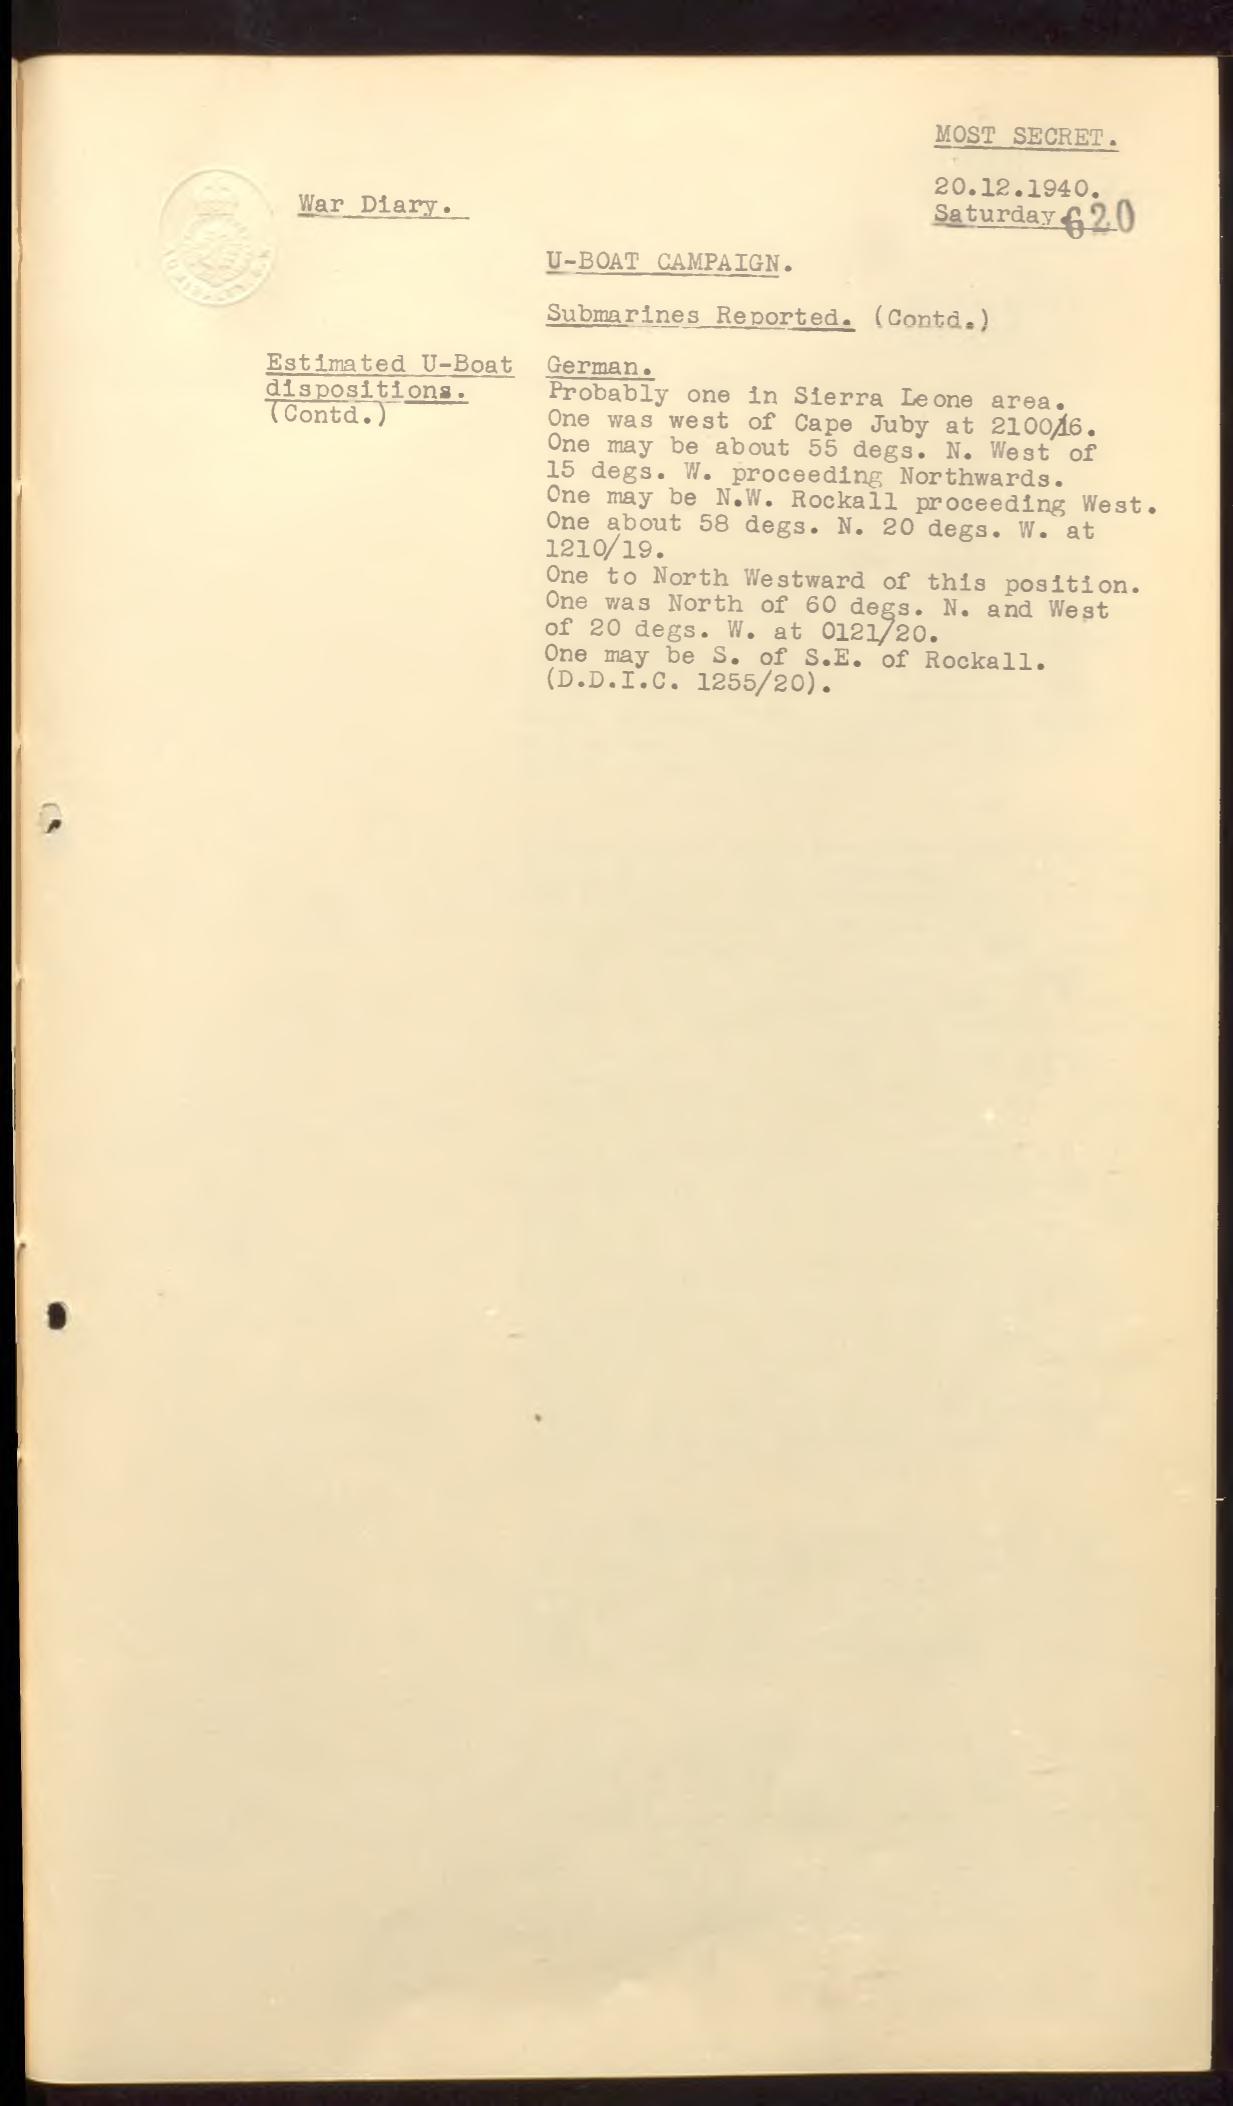 MOST SECRET.
20.12.1940.
War Diary.
Saturday
620
U-BOAT CAMPAIGN.
Submarines Reported. (Contd.)
Estimated U-Boat
dispositions.
(Contd.)
German.
Probably one in Sierra Leone area.
One was west of Cape Juby at 2100/16.
One may be about 55 degs. N. West of
15 degs. W. proceeding Northwards.
One may be N.W. Rockall proceeding West.
One about 58 degs. N. 20 degs. W. at
1210/19.
One to North Westward of this position.
One was North of 60 degs. N. and West
of 20 degs. W. at 0121/20.
One may be S. of S.E. of Rockall.
(D.D.I.C. 1255/20).